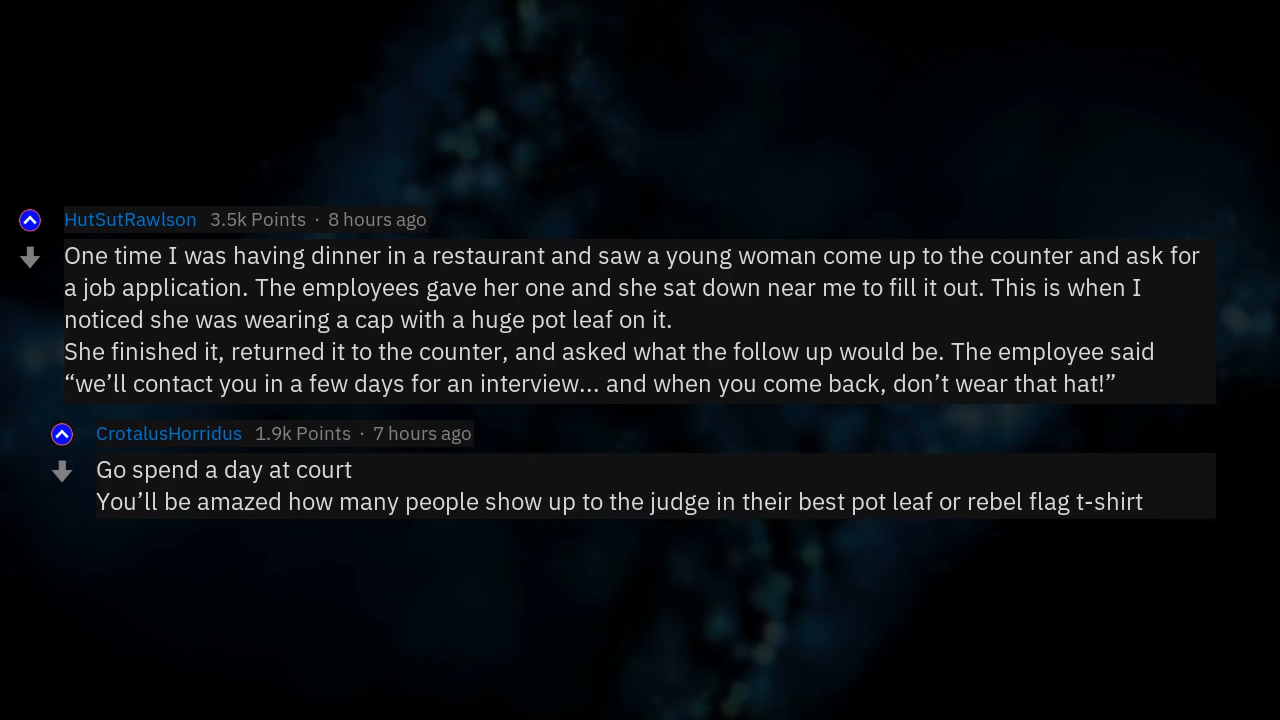 HutSutRawlson 3.5k Points · 8 hours ago
One time I was having dinner in a restaurant and saw a young woman come up to the counter and ask for
a job application. The employees gave her one and she sat down near me to fill it out. This is when I
noticed she was wearing a cap with a huge pot leaf on it.
She finished it, returned it to the counter, and asked what the follow up would be. The employee said
“we’ll contact you in a few days for an interview... and when you come back, don’t wear that hat!”
CrotalusHorridus 1.9k Points · 7 hours ago
Go spend a day at court
You’ll be amazed how many people show up to the judge in their best pot leaf or rebel flag t-shirt